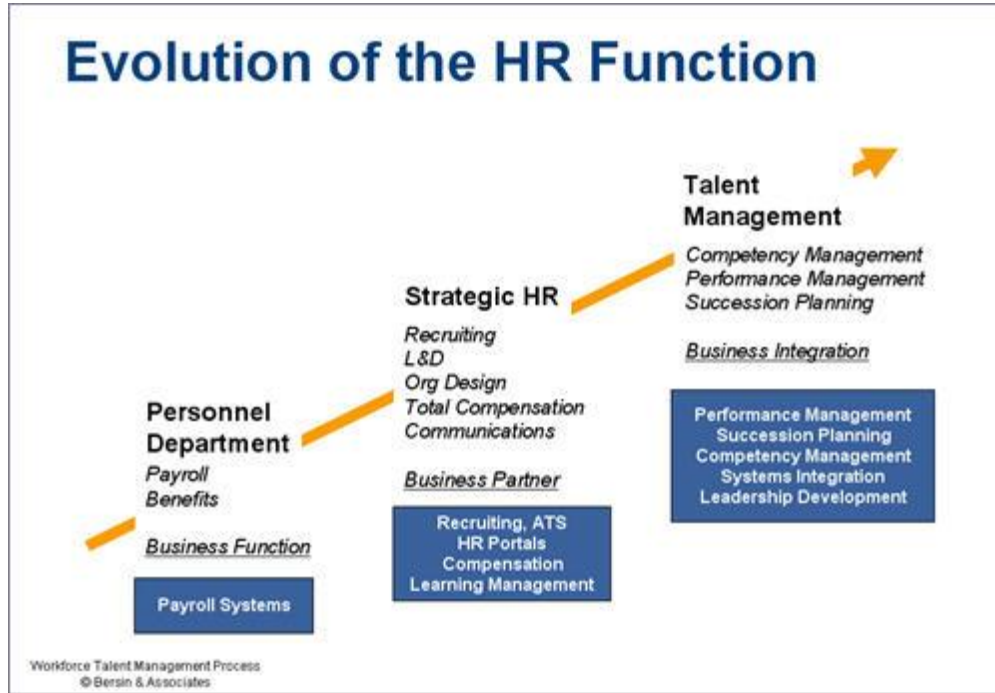 Evolution of the HR Function
Personnel
Department
Payroll
Benefits
Business Function
Payroll Systems
Strategic HR
Recruiting
L&D
Org Design
Total Compensation
Communications
Business Partner
Recruiting, ATS
HR Portals
Compensation
Learning Management
Talent
Management
Competency Management
Performance Management
Succession Planning
Business Integration
Performance Management
Succession Planning
Competency Management
Systems Integration
Leadership Development
Workforce Talent Management Process
© Bersin & Associates